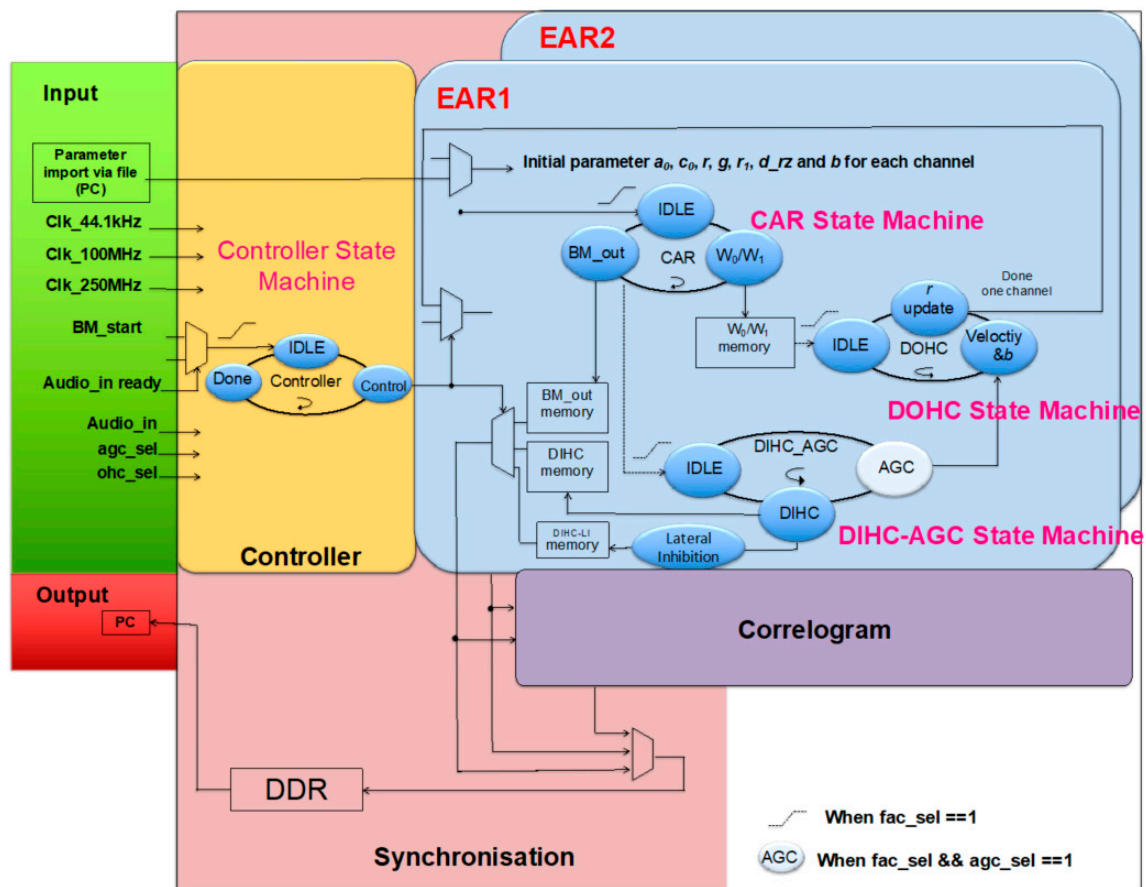 EAR2
EAR1
Input
Parameter
import via file
(PC)
Initial parameter a₀, c₀, r, g, r₁, d_rz and b for each channel
Clk_44.1kHz
Clk_100MHz
Clk_250MHz
BM_start
Audio_in ready
Audio_in
agc_sel
ohc_sel
Controller State
Machine
IDLE
Done
Controller
Control
Controller
IDLE
CAR State Machine
BM_out
CAR
W₀/W₁
W₀/W₁
memory
Done
one channel
r
update
IDLE
DOHC
Veloctiy
&b
DOHC State Machine
BM_out
memory
DIHC
memory
DIHC-LI
memory
IDLE
DIHC_AGC
AGC
DIHC
Lateral
Inhibition
DIHC-AGC State Machine
Output
PC
Correlogram
DDR
Synchronisation
When fac_sel ==1
AGC
When fac_sel && agc_sel ==1